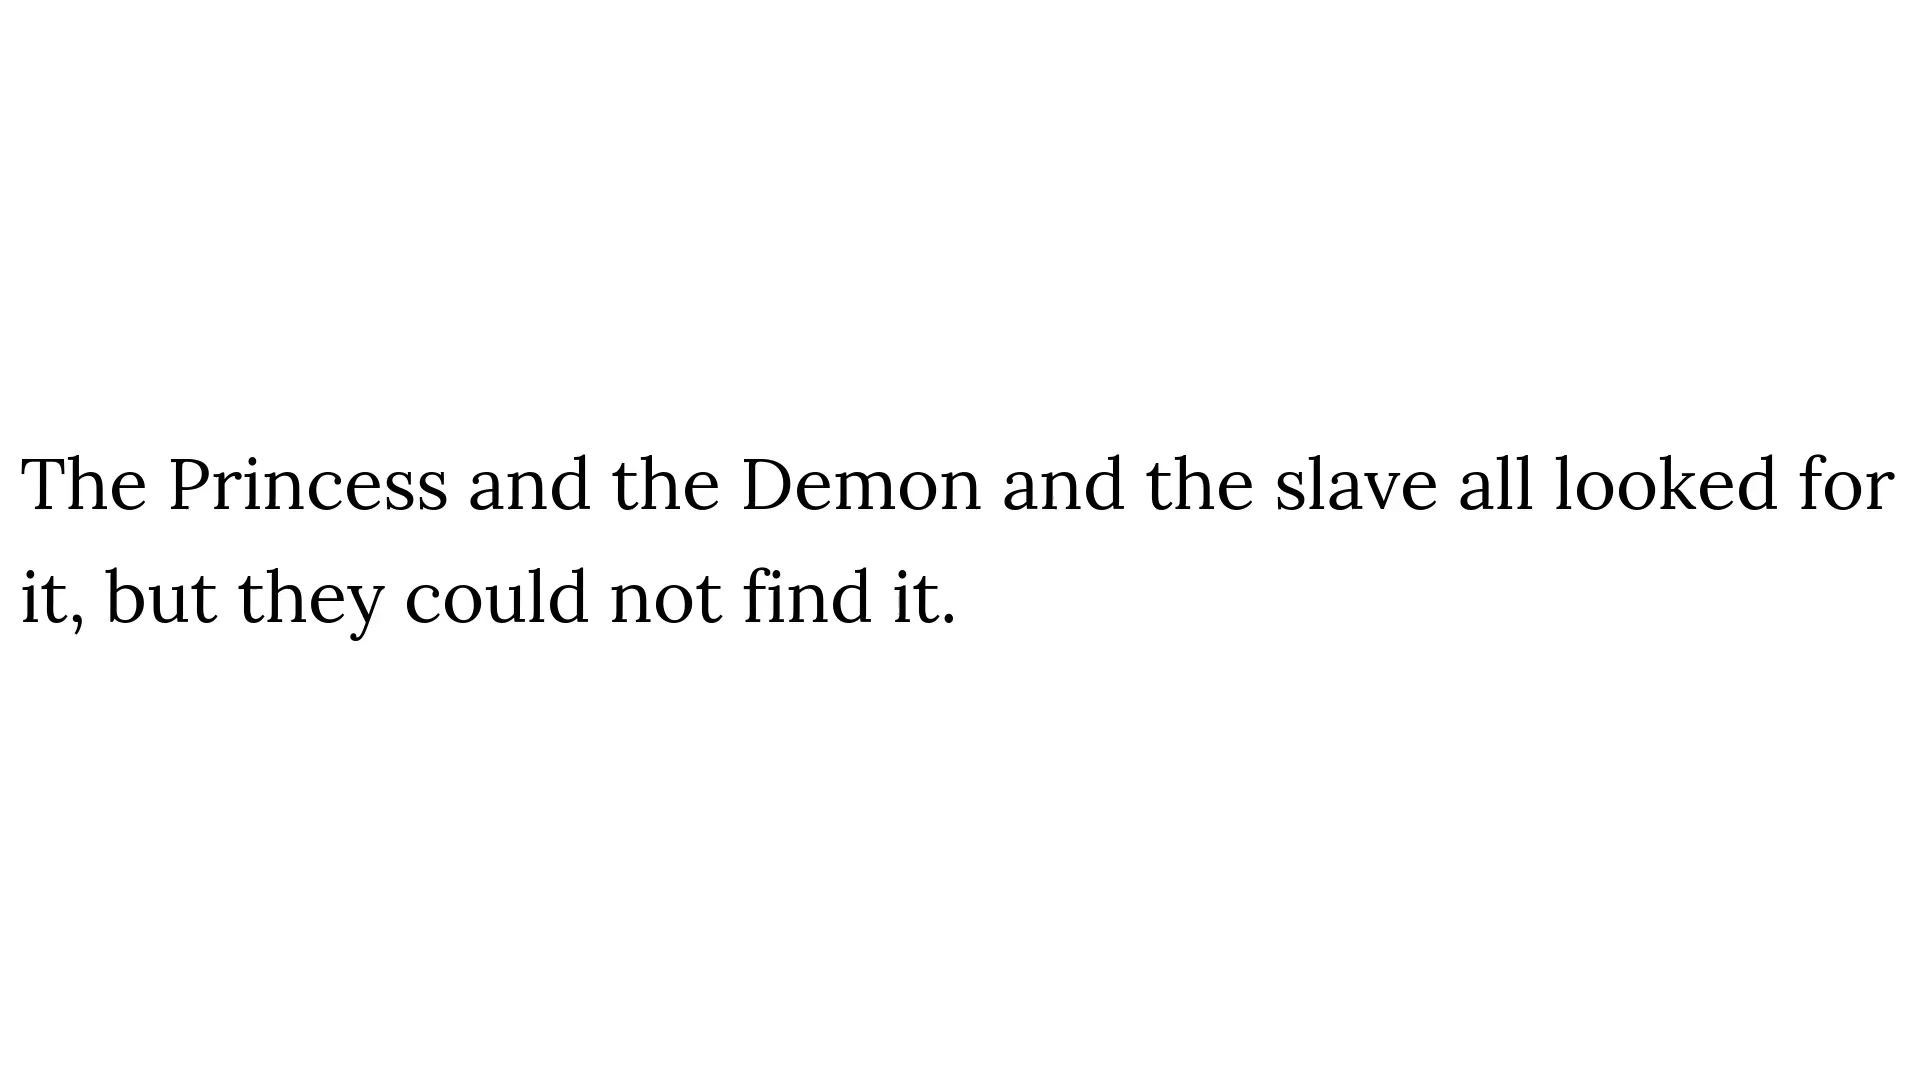 The Princess and the Demon and the slave all looked for
it, but they could not find it.